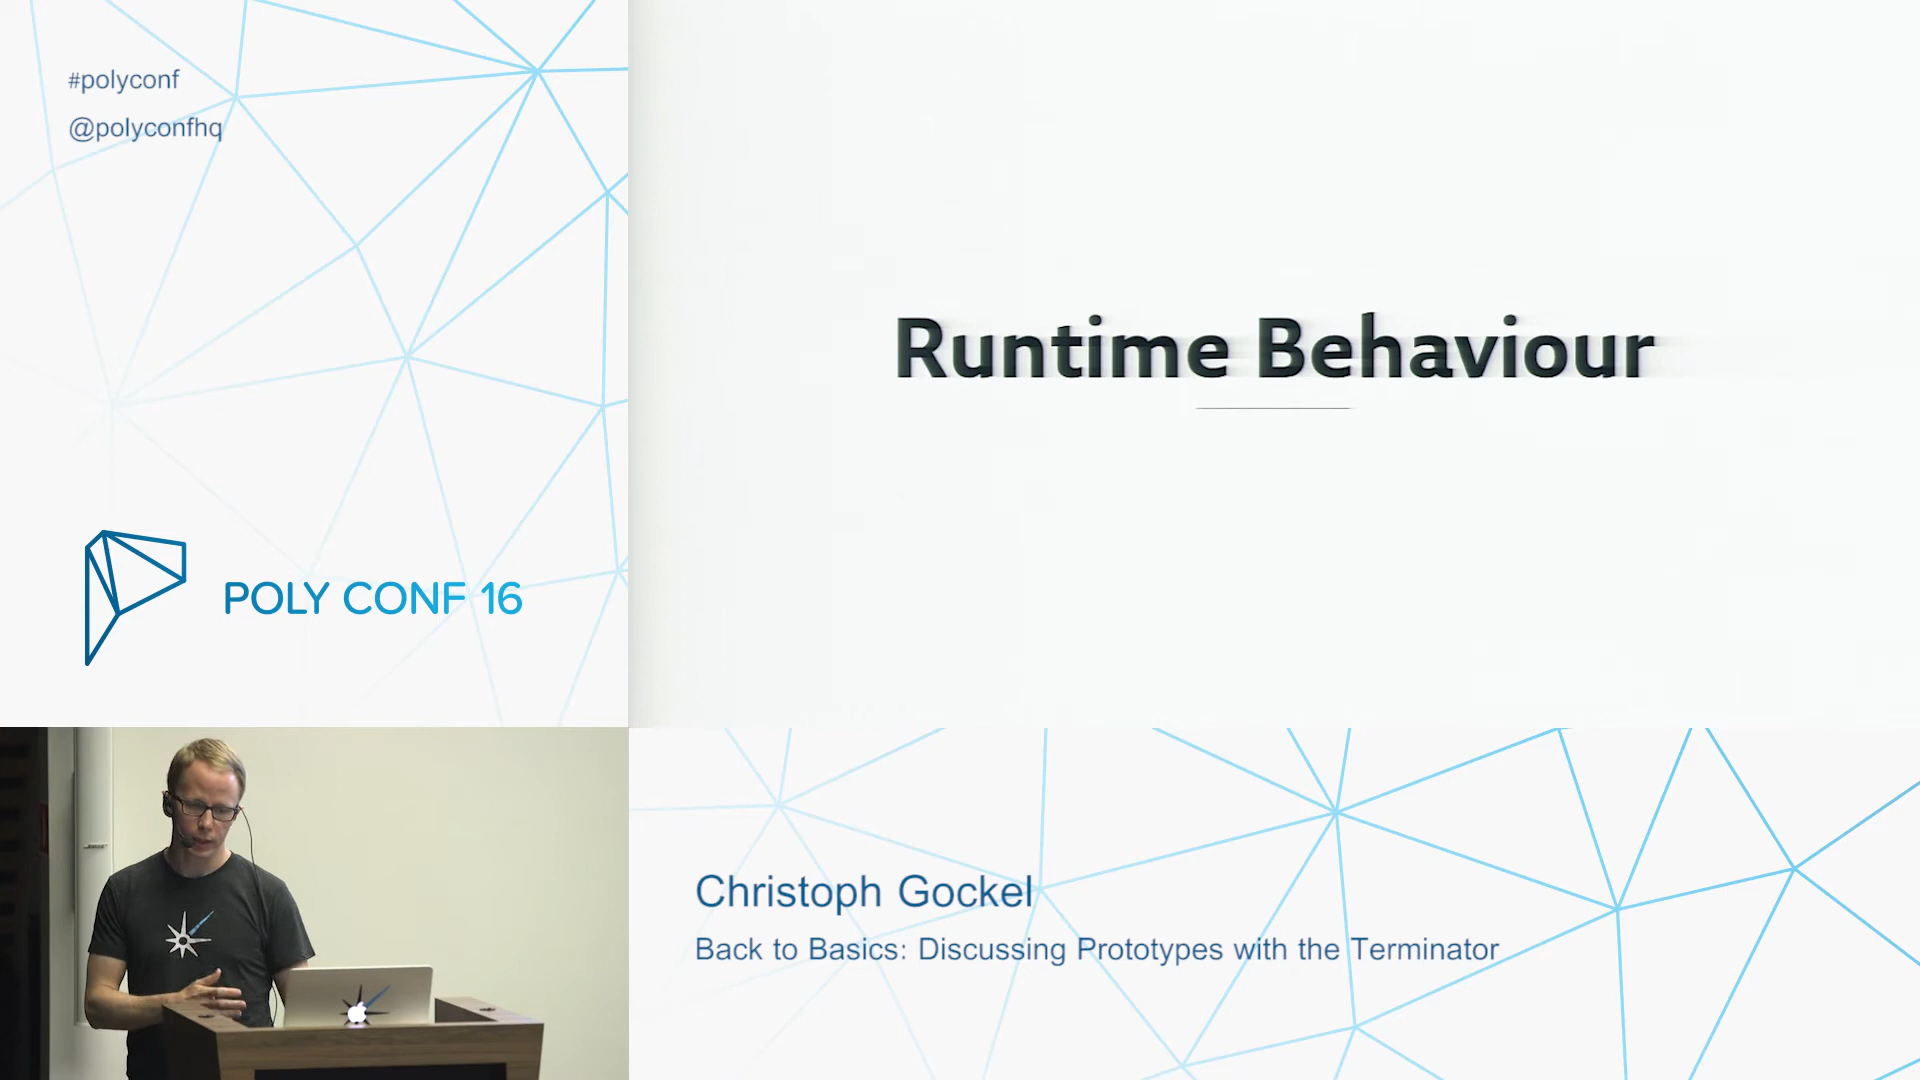 #polyconf
@polyconfhq
Runtime Behaviour
POLY CONF 16
Christoph Gockel
Back to Basics: Discussing Prototypes with the Terminator